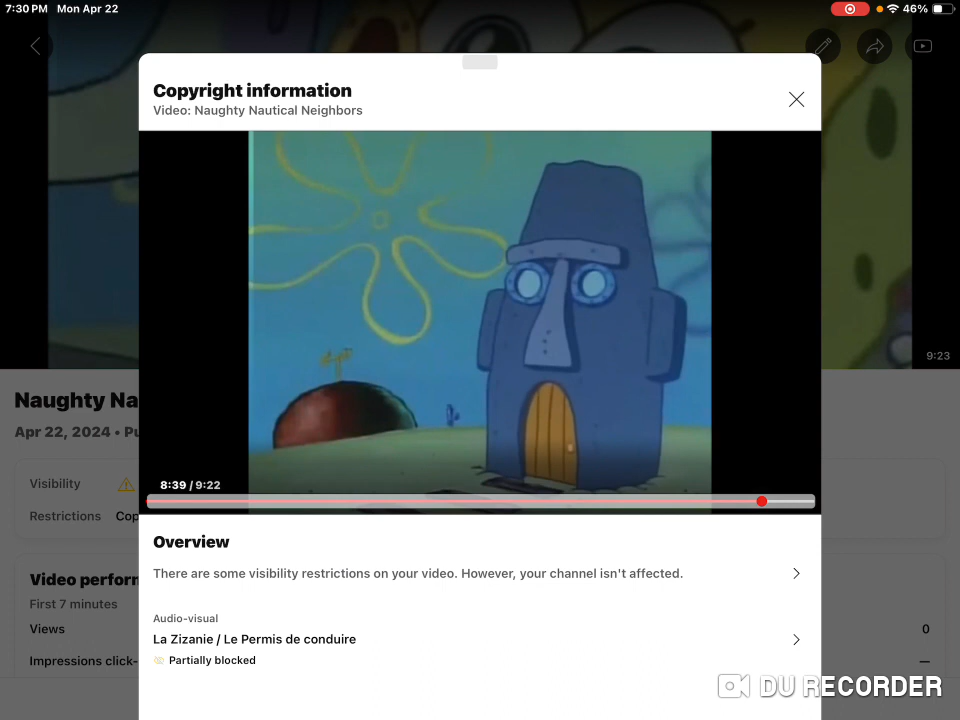 7:30 PM Mon Apr 22
46%
Copyright information
Video: Naughty Nautical Neighbors
9:23
8:39 / 9:22
Naughty Na
Apr 22, 2024 •
Visibility
Restrictions Cop
Overview
There are some visibility restrictions on your video. However, your channel isn't affected.
Video perforn
First 7 minutes
Views 0
Impressions click-
Audio-visual
La Zizanie / Le Permis de conduire
Partially blocked
DU RECORDER